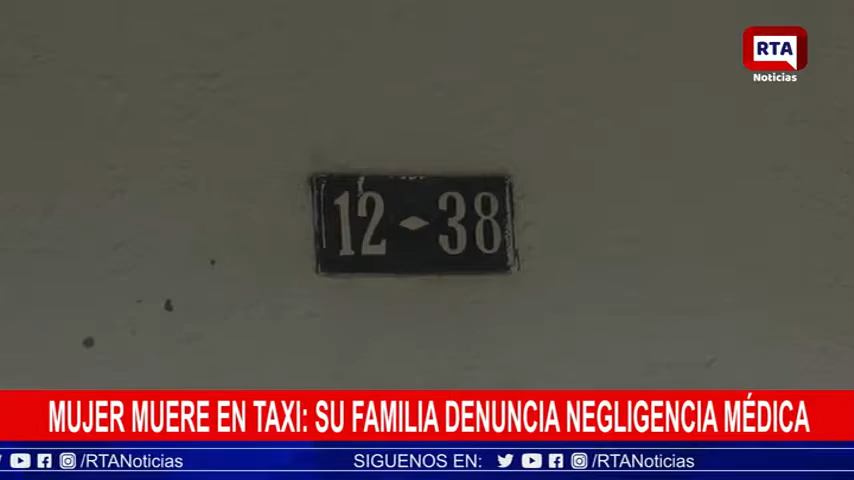 RTA
Noticias
12 - 38
MUJER MUERE EN TAXI: SU FAMILIA DENUNCIA NEGLIGENCIA MÉDICA
/RTANoticias SIGUENOS EN: /RTANoticias